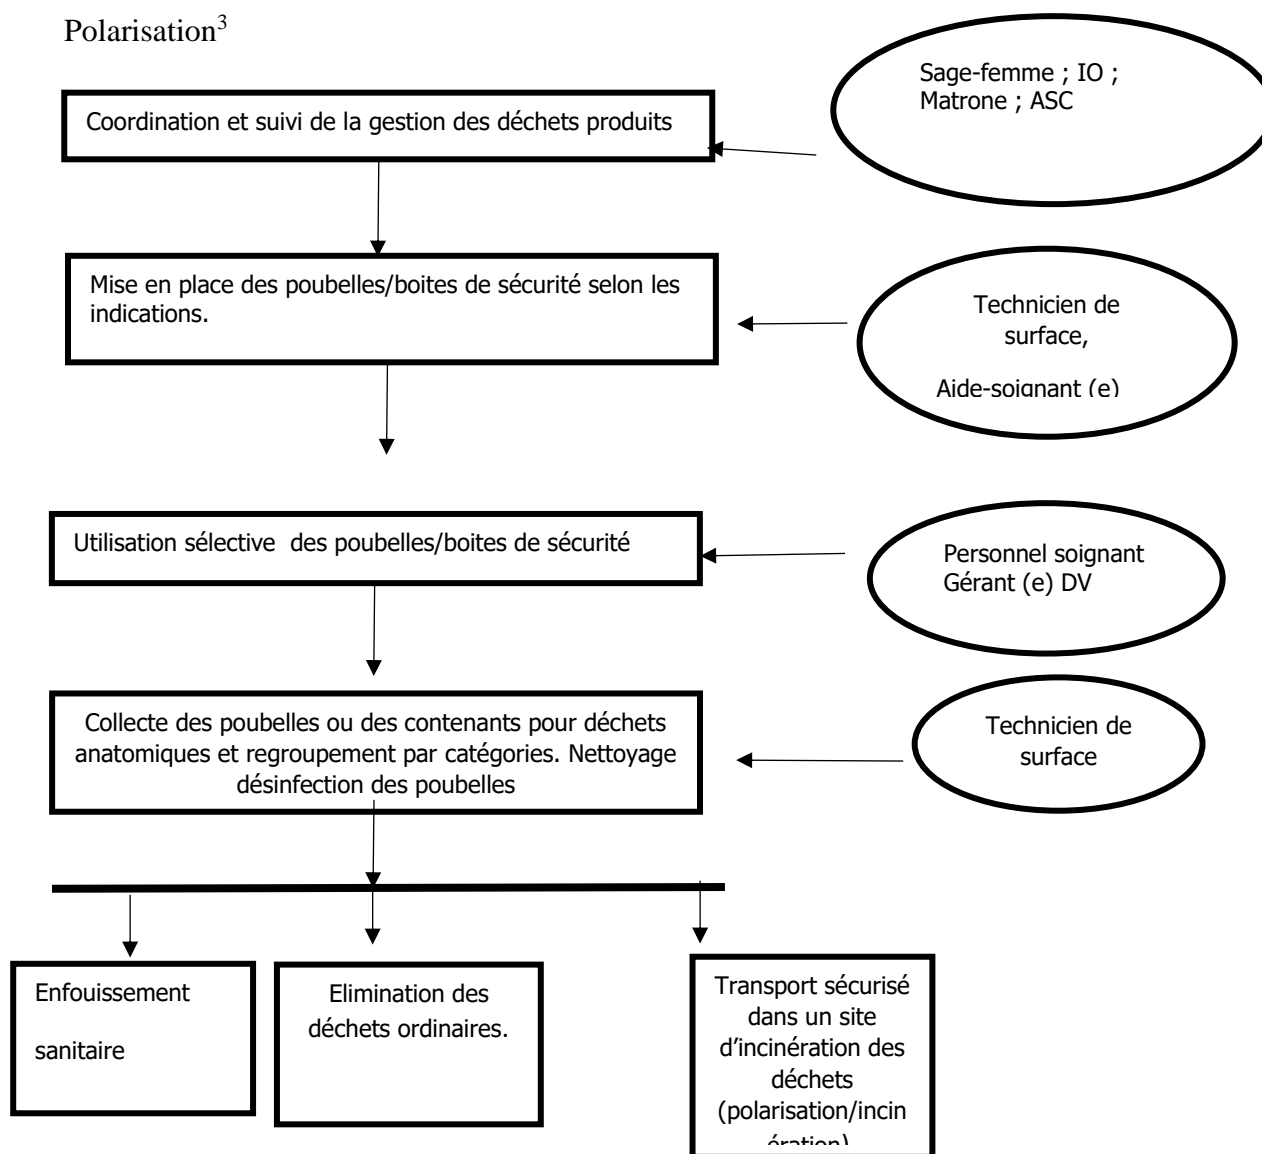 Polarisation³
Sage-femme ; IO ;
Matrone ; ASC
Coordination et suivi de la gestion des déchets produits
Mise en place des poubelles/boites de sécurité selon les
indications.
Technicien de
surface,
Aide-soignant (e)
Utilisation sélective des poubelles/boites de sécurité
Personnel soignant
Gérant (e) DV
Collecte des poubelles ou des contenants pour déchets
anatomiques et regroupement par catégories. Nettoyage
désinfection des poubelles
Technicien de
surface
Enfouissement
sanitaire
Elimination des
déchets ordinaires.
Transport sécurisé
dans un site
d’incinération des
déchets
(polarisation/incin
ération)